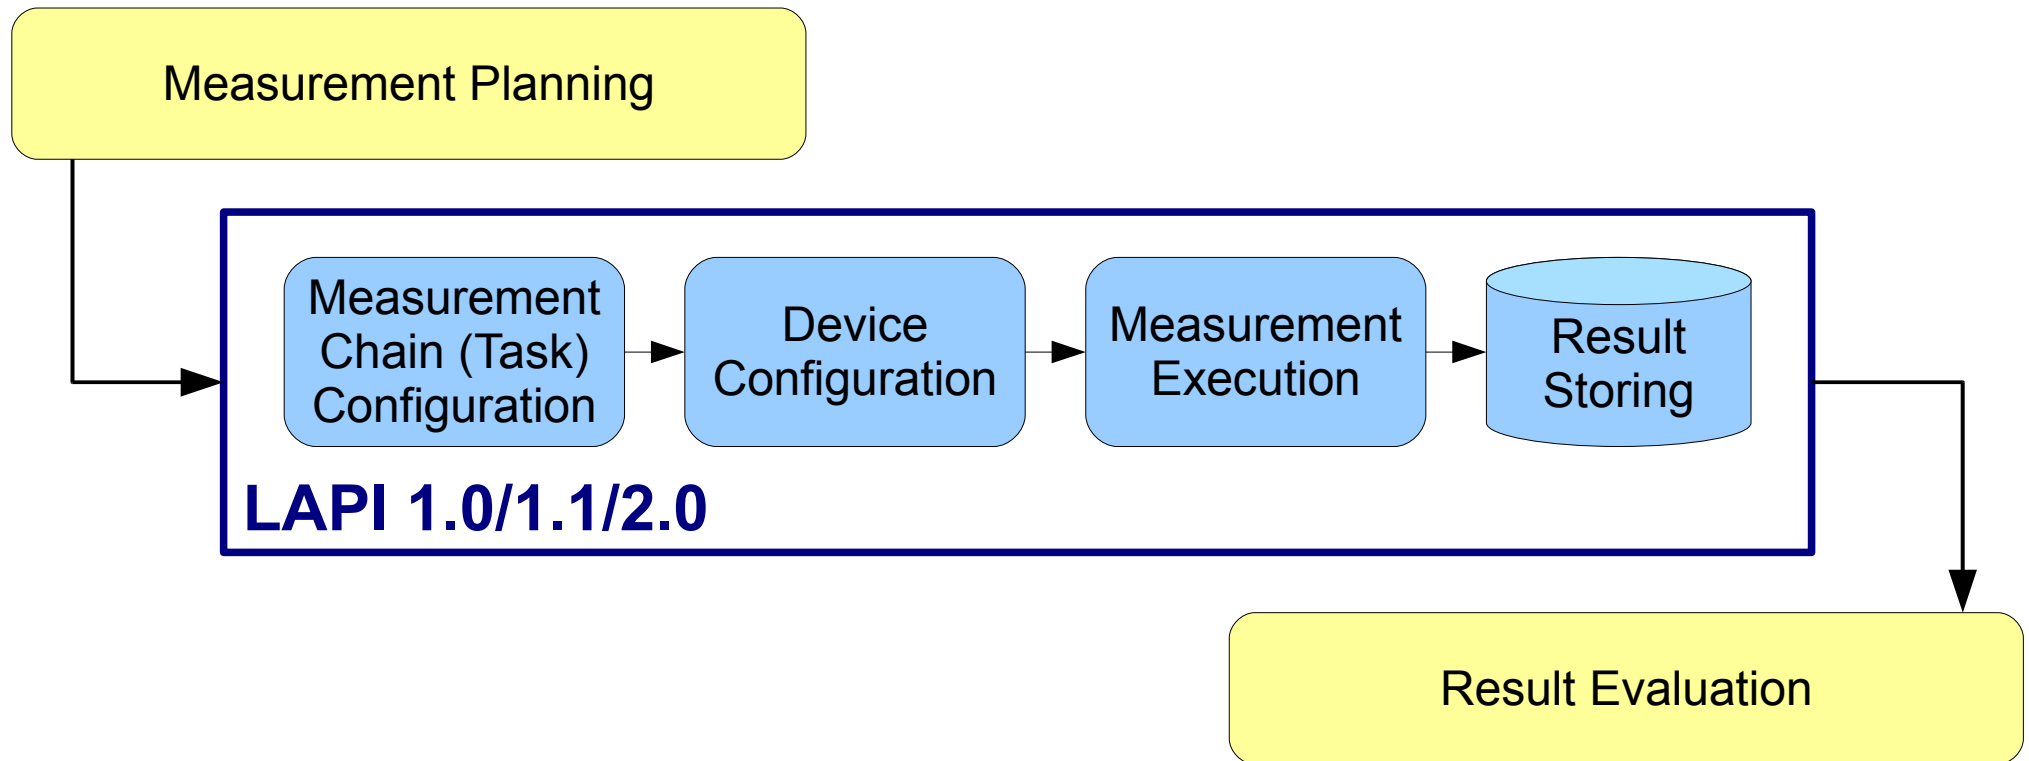 Measurement Planning
Measurement
Chain (Task)
Configuration
Device
Configuration
Measurement
Execution
Result
Storing
LAPI 1.0/1.1/2.0
Result Evaluation